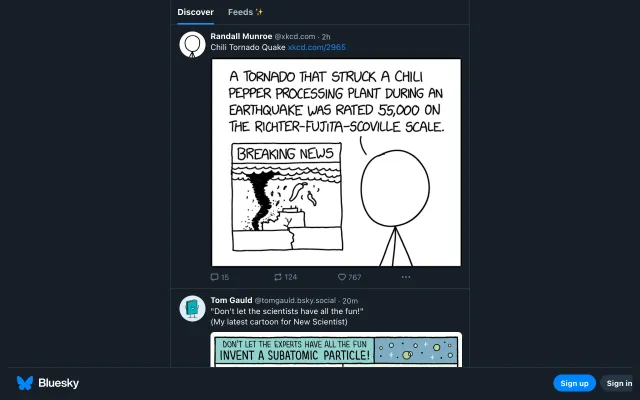 Discover
Feeds ✨
Randall Munroe @xkcd.com · 2h
Chili Tornado Quake xkcd.com/2965
A TORNADO THAT STRUCK A CHILI
PEPPER PROCESSING PLANT DURING AN
EARTHQUAKE WAS RATED 55,000 ON
THE RICHTER-FUJITA-SCOVILLE SCALE.
BREAKING NEWS
15
124
767
Tom Gauld @tomgauld.bsky.social · 20m
"Don't let the scientists have all the fun!"
(My latest cartoon for New Scientist)
DON'T LET THE EXPERTS HAVE ALL THE FUN
INVENT A SUBATOMIC PARTICLE!
Bluesky
Sign up
Sign in